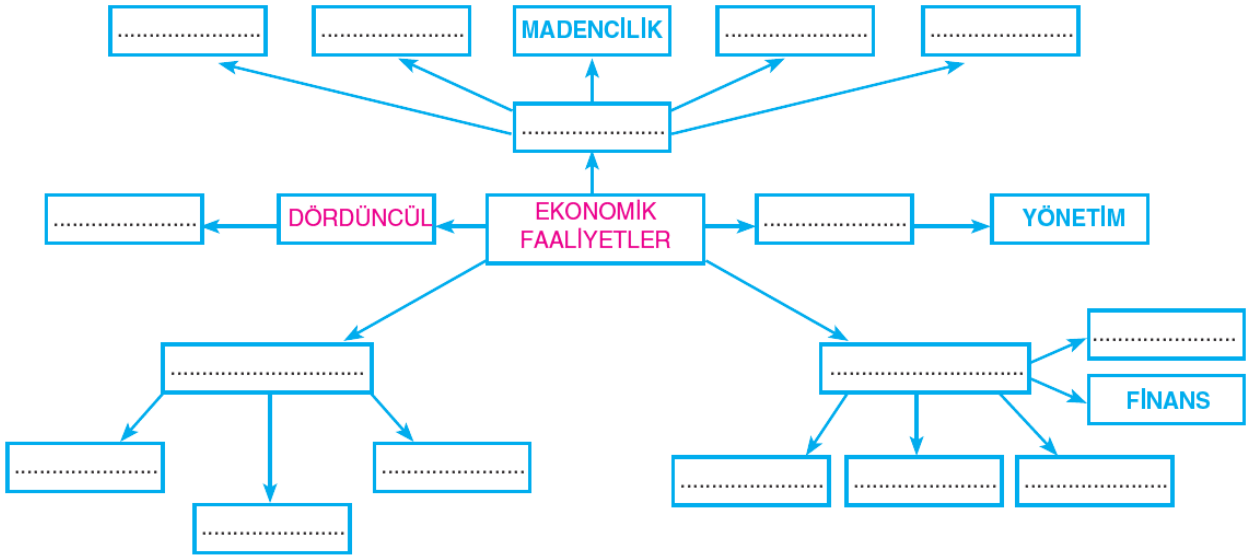 ....................... ....................... MADENCİLİK ....................... .......................
.......................
....................... DÖRDÜNCÜL EKONOMİK
FAALİYETLER ....................... YÖNETİM
.......................
............................... ...............................
FİNANS
....................... ....................... ....................... ....................... .......................
.......................